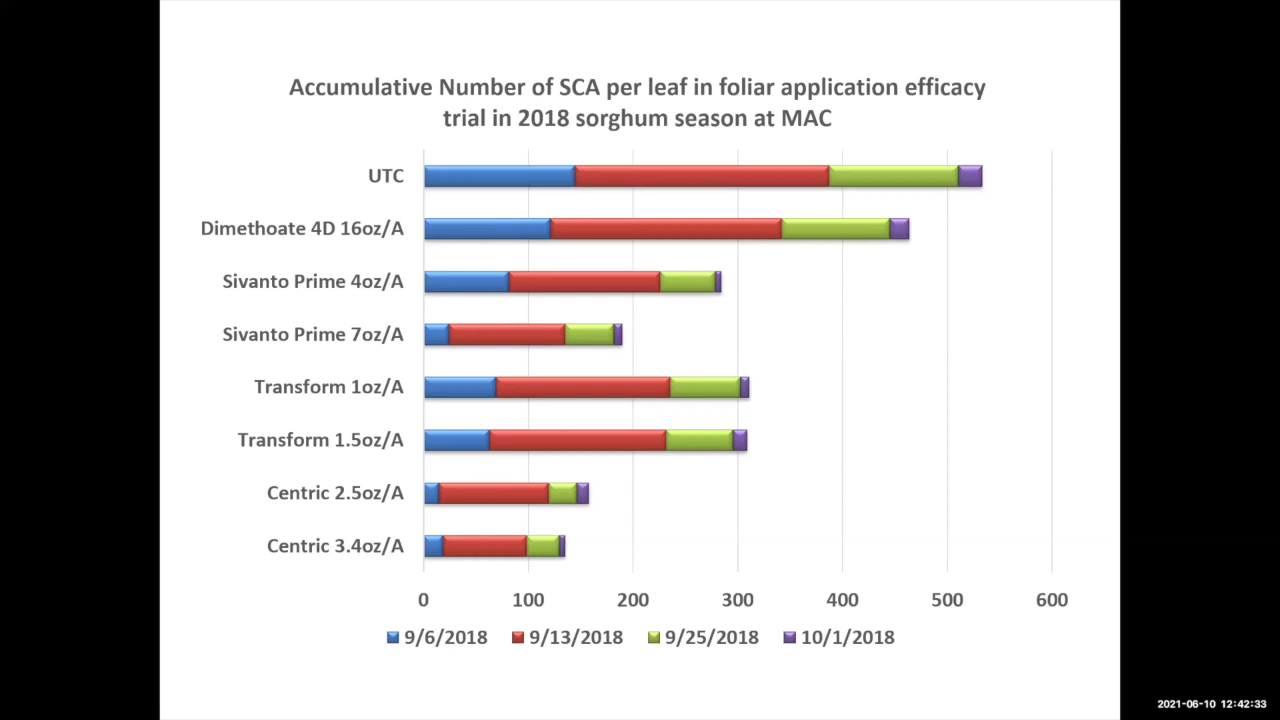 Accumulative Number of SCA per leaf in foliar application efficacy
trial in 2018 sorghum season at MAC
UTC
Dimethoate 4D 16oz/A
Sivanto Prime 4oz/A
Sivanto Prime 7oz/A
Transform 1oz/A
Transform 1.5oz/A
Centric 2.5oz/A
Centric 3.4oz/A
0 100 200 300 400 500 600
9/6/2018 9/13/2018 9/25/2018 10/1/2018
2021-06-10 12:42:33